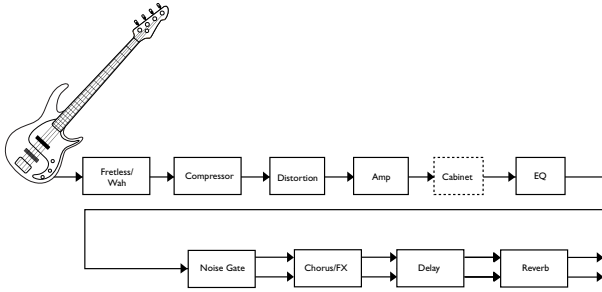 Fretless/
Wah
Compressor
Distortion
Amp
Cabinet
EQ
Noise Gate
Chorus/FX
Delay
Reverb